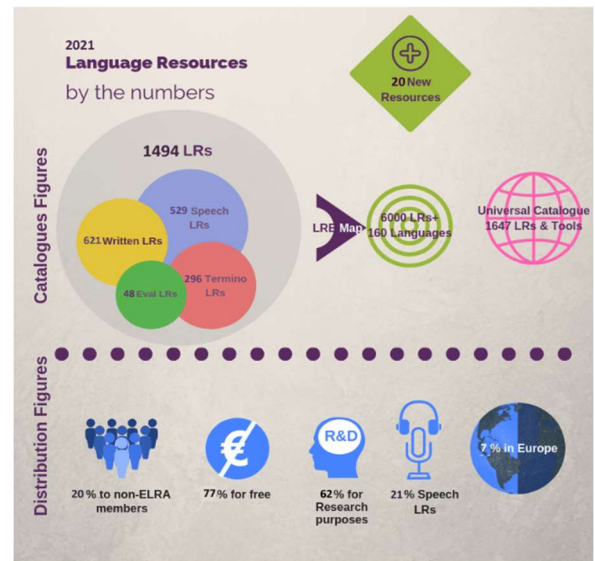 2021
Language Resources
by the numbers
20 New
Resources
Catalogues Figures
1494 LRs
529 Speech
LRs
621 Written LRs
296 Termino
LRs
48 Eval LRs
LRE Map
6000 LRs+
160 Languages
Universal Catalogue
1647 LRs & Tools
Distribution Figures
20 % to non-ELRA
members
€
77% for free
R&D
62% for
Research
purposes
21% Speech
LRs
7 % in Europe